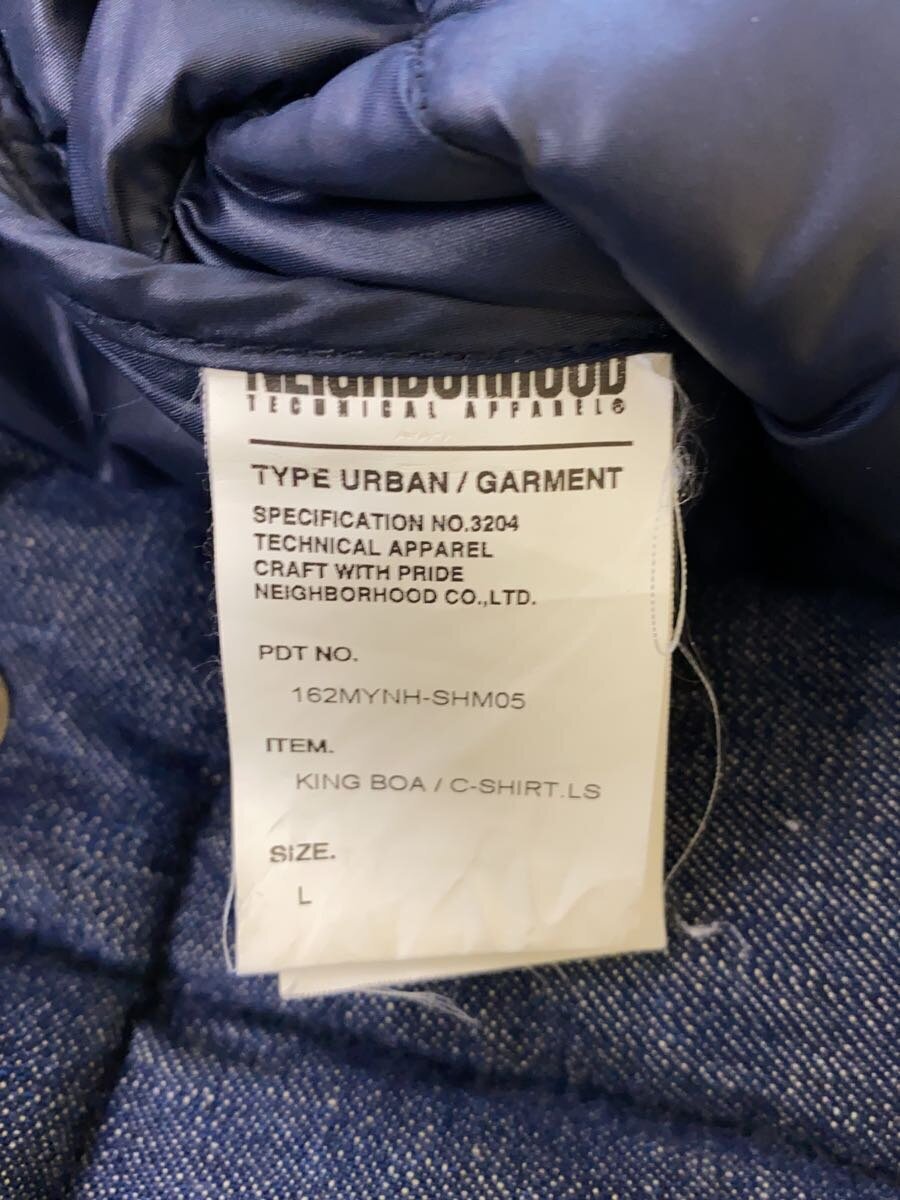 NEIGHBORHOOD
TECHNICAL APPAREL®
TYPE URBAN / GARMENT
SPECIFICATION NO.3204
TECHNICAL APPAREL
CRAFT WITH PRIDE
NEIGHBORHOOD CO.,LTD.
PDT NO.
162MYNH-SHM05
ITEM.
KING BOA / C-SHIRT.LS
SIZE.
L